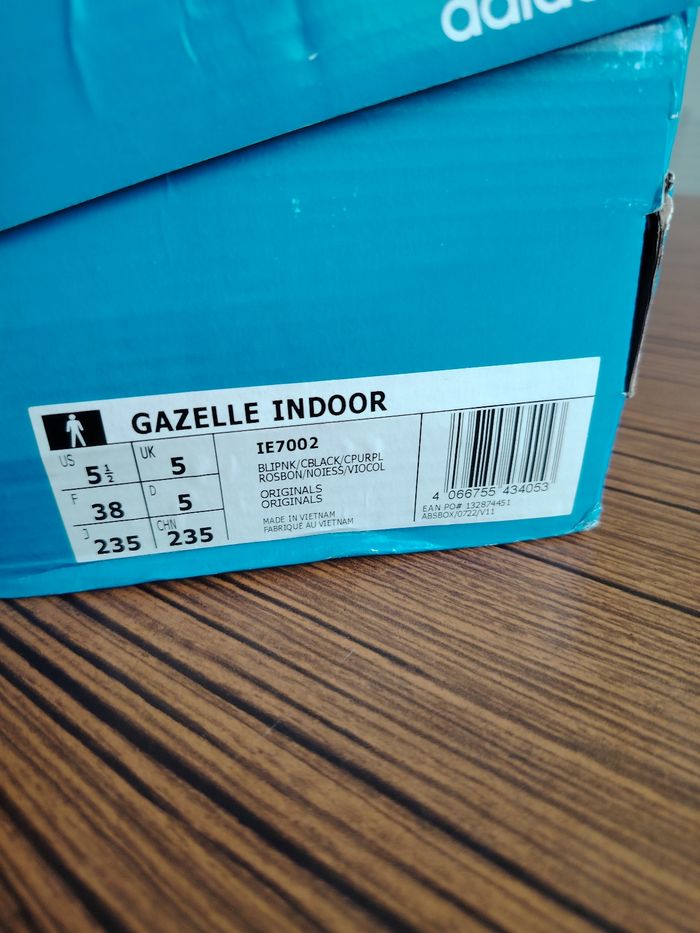 GAZELLE INDOOR
US 5½
UK 5
F 38
D 5
J 235
CHN 235
IE7002
BLIPNK/CBLACK/CPURPL
ROSBON/NOIESS/VIOCOL
ORIGINALS
ORIGINALS
MADE IN VIETNAM
FABRIQUÉ AU VIETNAM
4 066755 434053
EAN PO# 132874451
ABSBOX/0722/V11